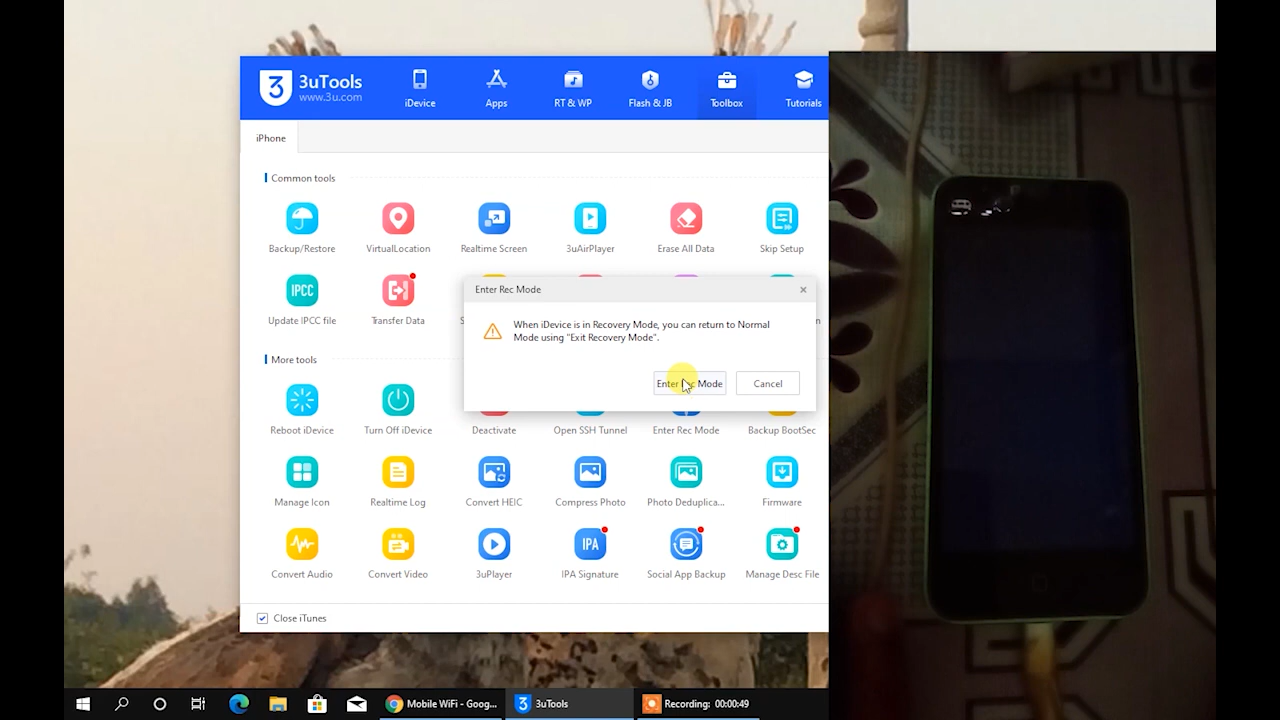 3uTools
www.3u.com
iDevice
Apps
RT & WP
Flash & JB
Toolbox
Tutorials
iPhone
Common tools
Backup/Restore
VirtualLocation
Realtime Screen
3uAirPlayer
Erase All Data
Skip Setup
IPCC
Update IPCC file
Transfer Data
Enter Rec Mode
When iDevice is in Recovery Mode, you can return to Normal
Mode using "Exit Recovery Mode".
Enter Rec Mode
Cancel
More tools
Reboot iDevice
Turn Off iDevice
Deactivate
Open SSH Tunnel
Enter Rec Mode
Backup BootSec
Manage Icon
Realtime Log
Convert HEIC
Compress Photo
Photo Deduplica...
Firmware
Convert Audio
Convert Video
3uPlayer
IPA
IPA Signature
Social App Backup
Manage Desc File
Close iTunes
Mobile WiFi - Goog...
3uTools
Recording: 00:00:49